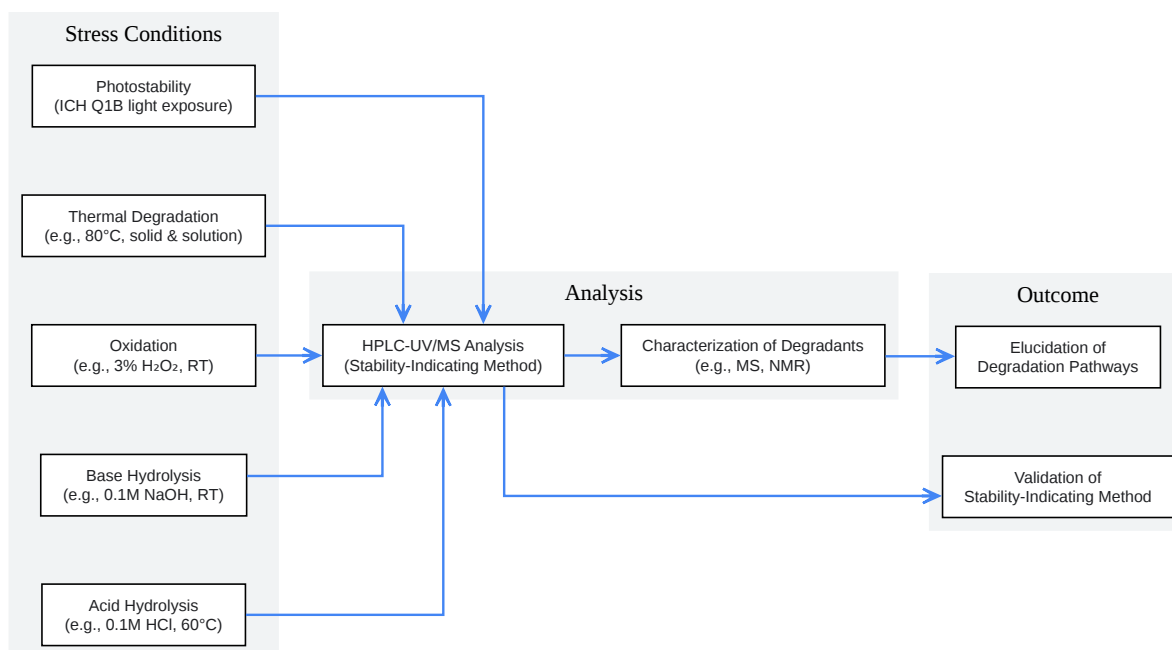 Stress Conditions
Photostability
(ICH Q1B light exposure)
Thermal Degradation
(e.g., 80°C, solid & solution)
Oxidation
(e.g., 3% H₂O₂, RT)
Base Hydrolysis
(e.g., 0.1M NaOH, RT)
Acid Hydrolysis
(e.g., 0.1M HCl, 60°C)
Analysis
HPLC-UV/MS Analysis
(Stability-Indicating Method)
Characterization of Degradants
(e.g., MS, NMR)
Outcome
Elucidation of
Degradation Pathways
Validation of
Stability-Indicating Method